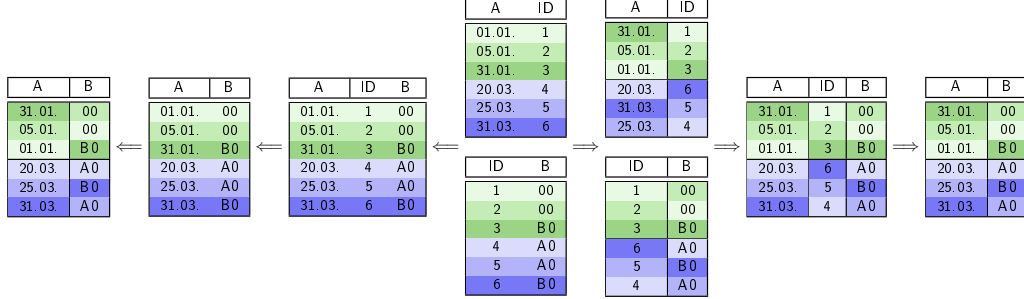 A B
31.01. 00
05.01. 00
01.01. B0
20.03. A0
25.03. B0
31.03. A0
⇐
A B
01.01. 00
05.01. 00
31.01. B0
20.03. A0
25.03. A0
31.03. B0
⇐
A ID B
01.01. 1 00
05.01. 2 00
31.01. 3 B0
20.03. 4 A0
25.03. 5 A0
31.03. 6 B0
⇐
A ID
01.01. 1
05.01. 2
31.01. 3
20.03. 4
25.03. 5
31.03. 6
ID B
1 00
2 00
3 B0
4 A0
5 A0
6 B0
⇒
A ID
31.01. 1
05.01. 2
01.01. 3
20.03. 6
31.03. 5
25.03. 4
ID B
1 00
2 00
3 B0
6 A0
5 B0
4 A0
⇒
A ID B
31.01. 1 00
05.01. 2 00
01.01. 3 B0
20.03. 6 A0
25.03. 5 B0
31.03. 4 A0
⇒
A B
31.01. 00
05.01. 00
01.01. B0
20.03. A0
25.03. B0
31.03. A0